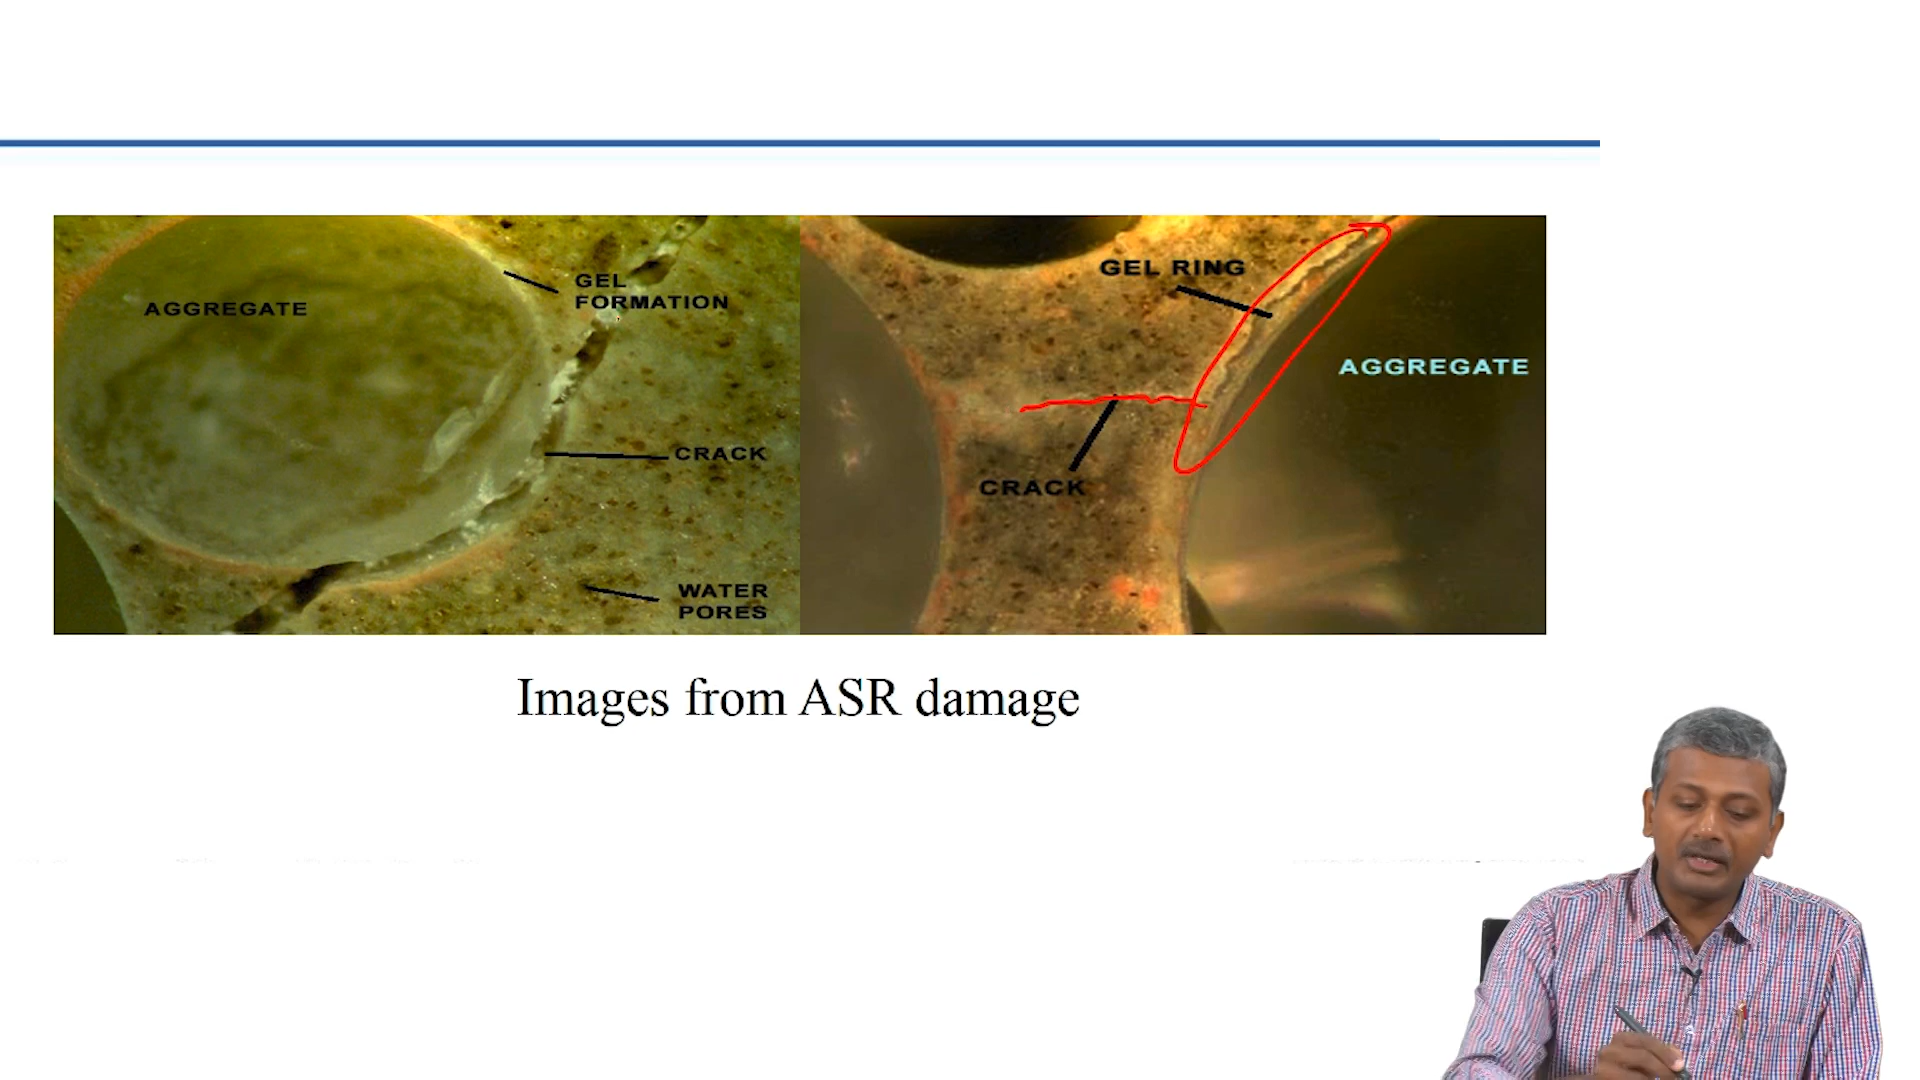 AGGREGATE
GEL
FORMATION
CRACK
WATER
PORES
GEL RING
AGGREGATE
CRACK
Images from ASR damage